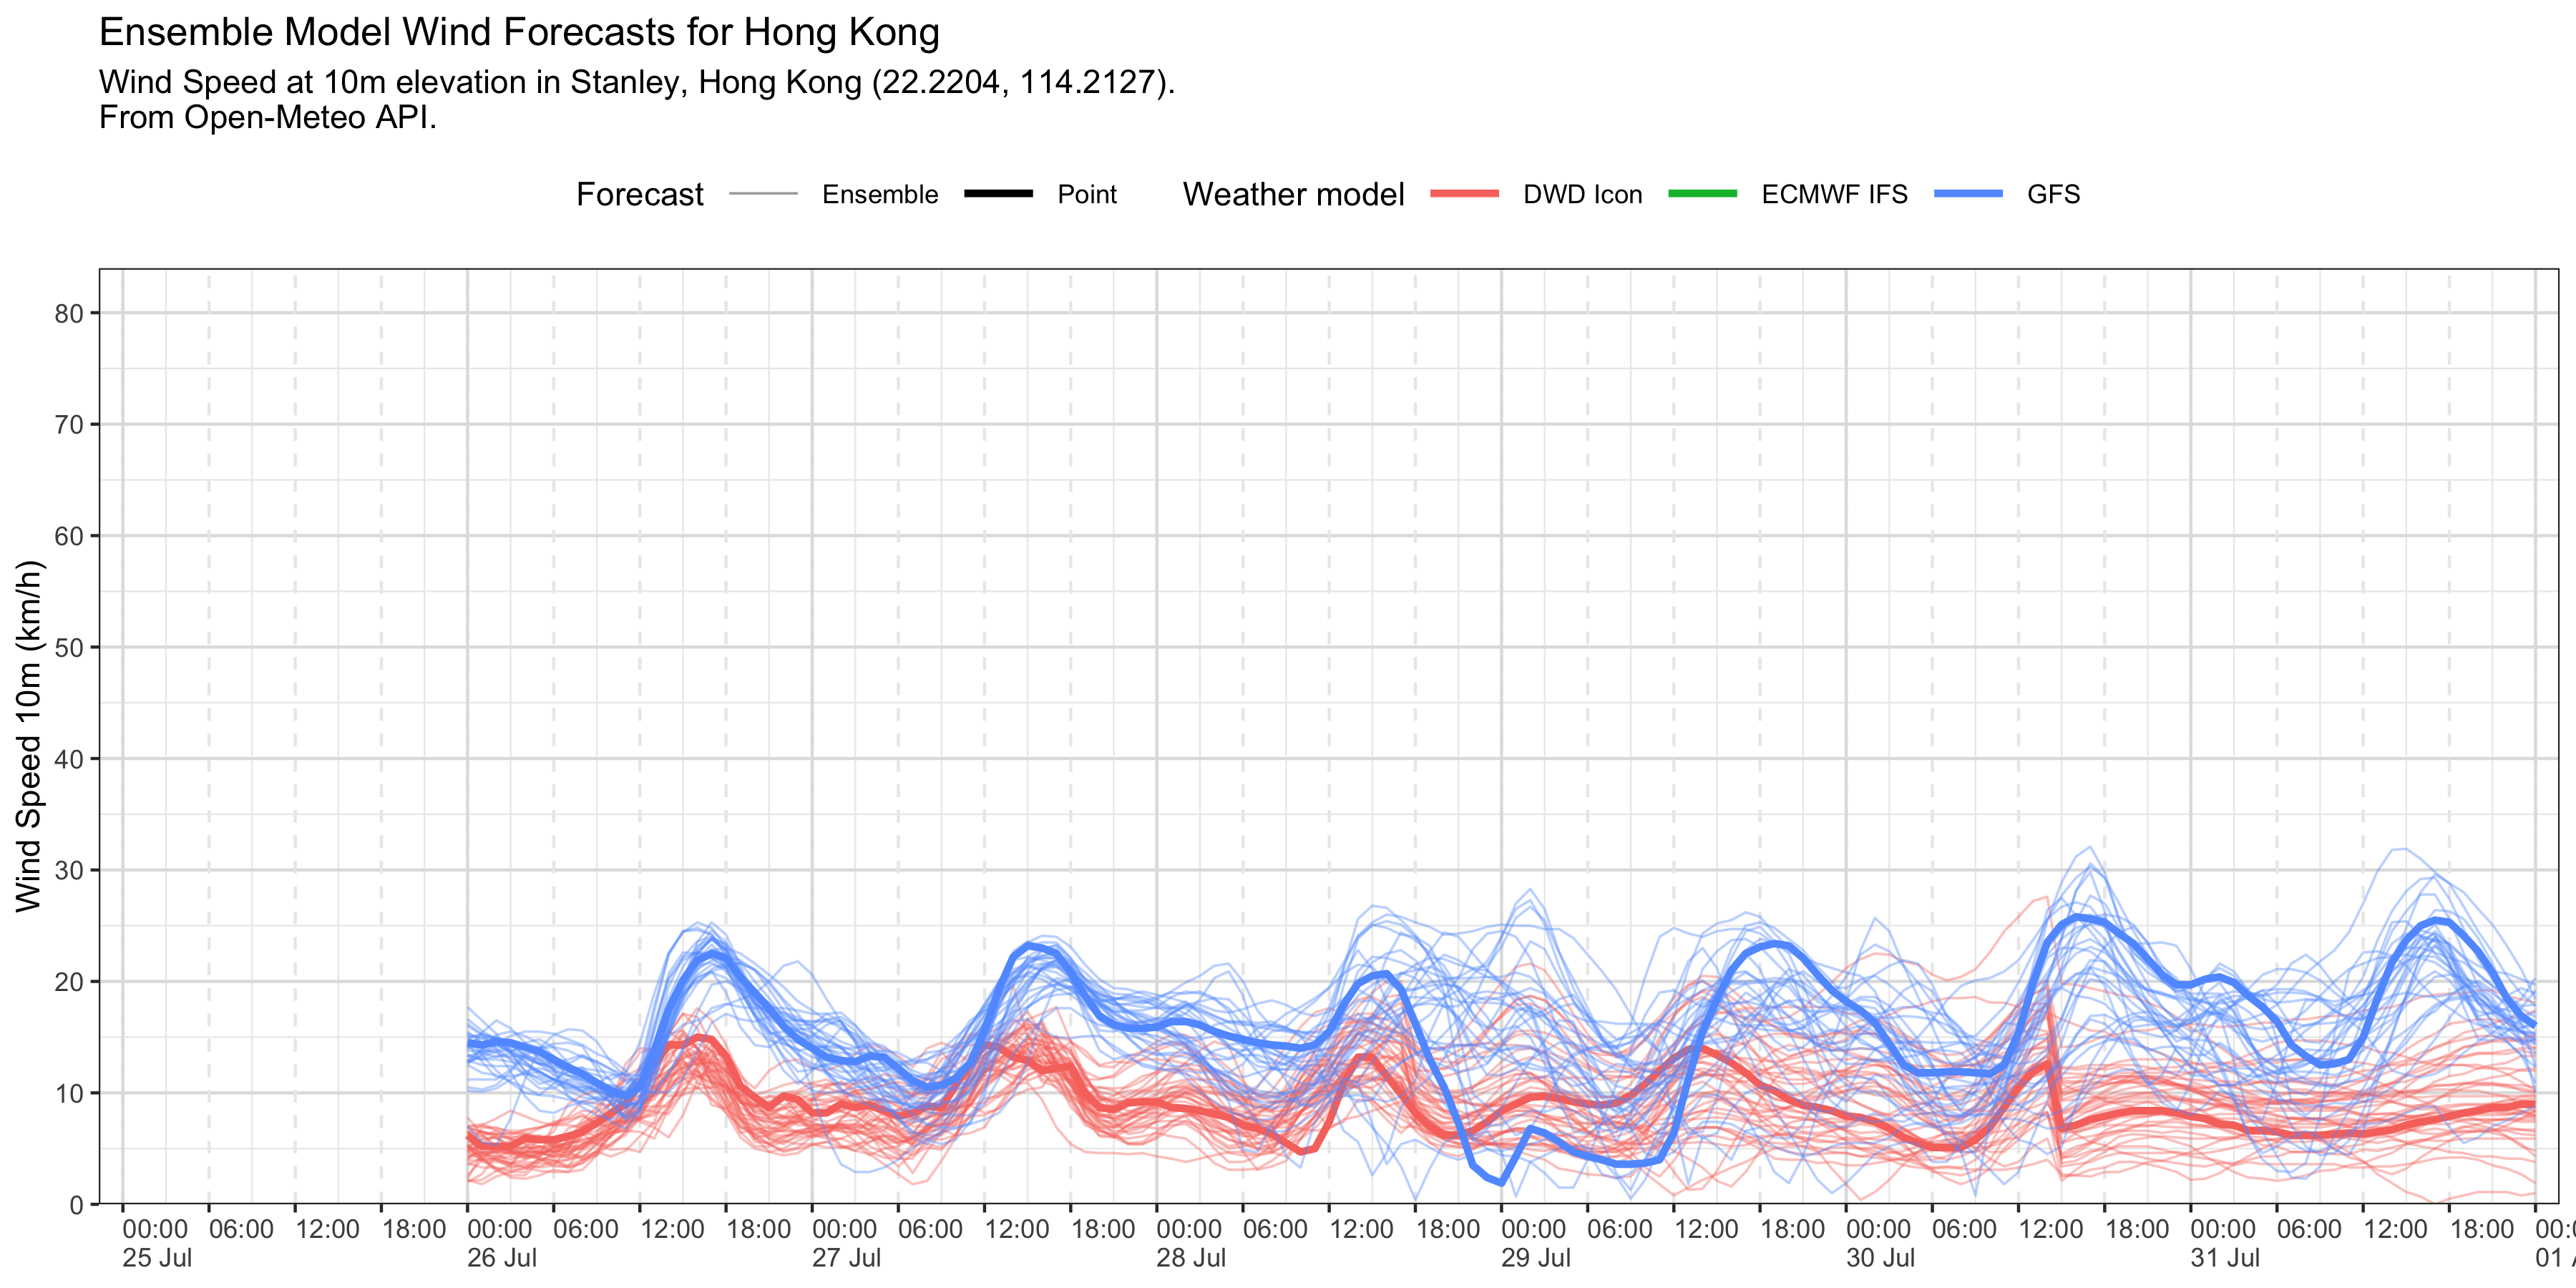 Ensemble Model Wind Forecasts for Hong Kong
Wind Speed at 10m elevation in Stanley, Hong Kong (22.2204, 114.2127).
From Open-Meteo API.
Forecast Ensemble Point Weather model DWD Icon ECMWF IFS GFS
Wind Speed 10m (km/h)
80
70
60
50
40
30
20
10
0
00:00 06:00 12:00 18:00 00:00 06:00 12:00 18:00 00:00 06:00 12:00 18:00 00:00 06:00 12:00 18:00 00:00 06:00 12:00 18:00 00:00 06:00 12:00 18:00 00:00 06:00 12:00 18:00
25 Jul 26 Jul 27 Jul 28 Jul 29 Jul 30 Jul 31 Jul 01